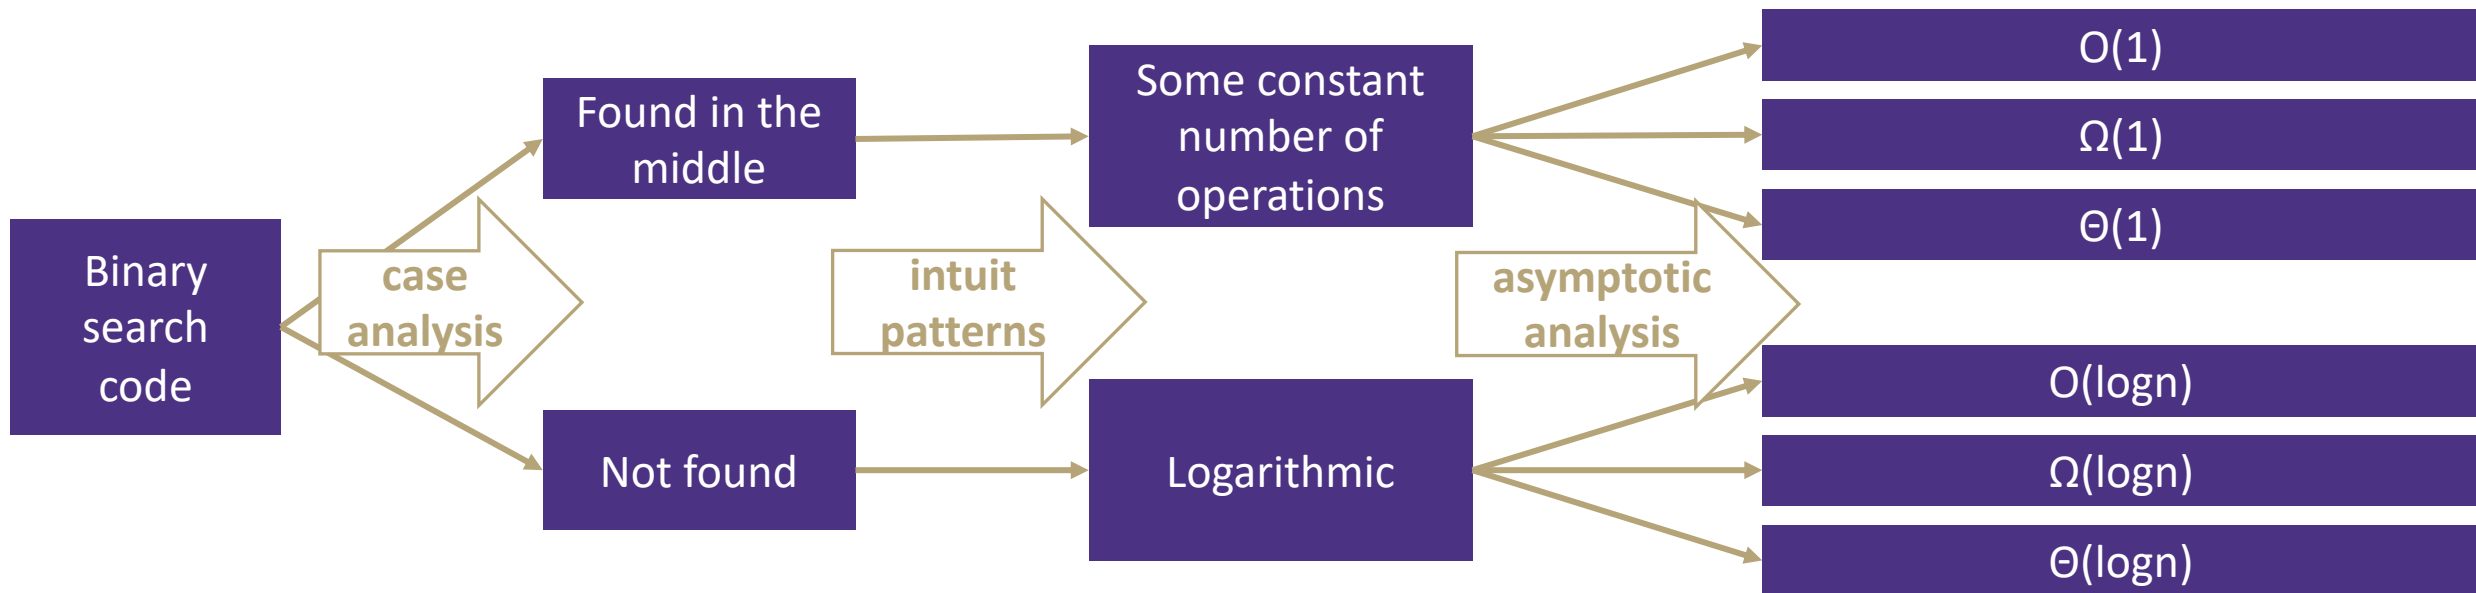 Binary
search
code
case
analysis
Found in the
middle
Not found
intuit
patterns
Some constant
number of
operations
Logarithmic
asymptotic
analysis
O(1)
Ω(1)
Θ(1)
O(logn)
Ω(logn)
Θ(logn)